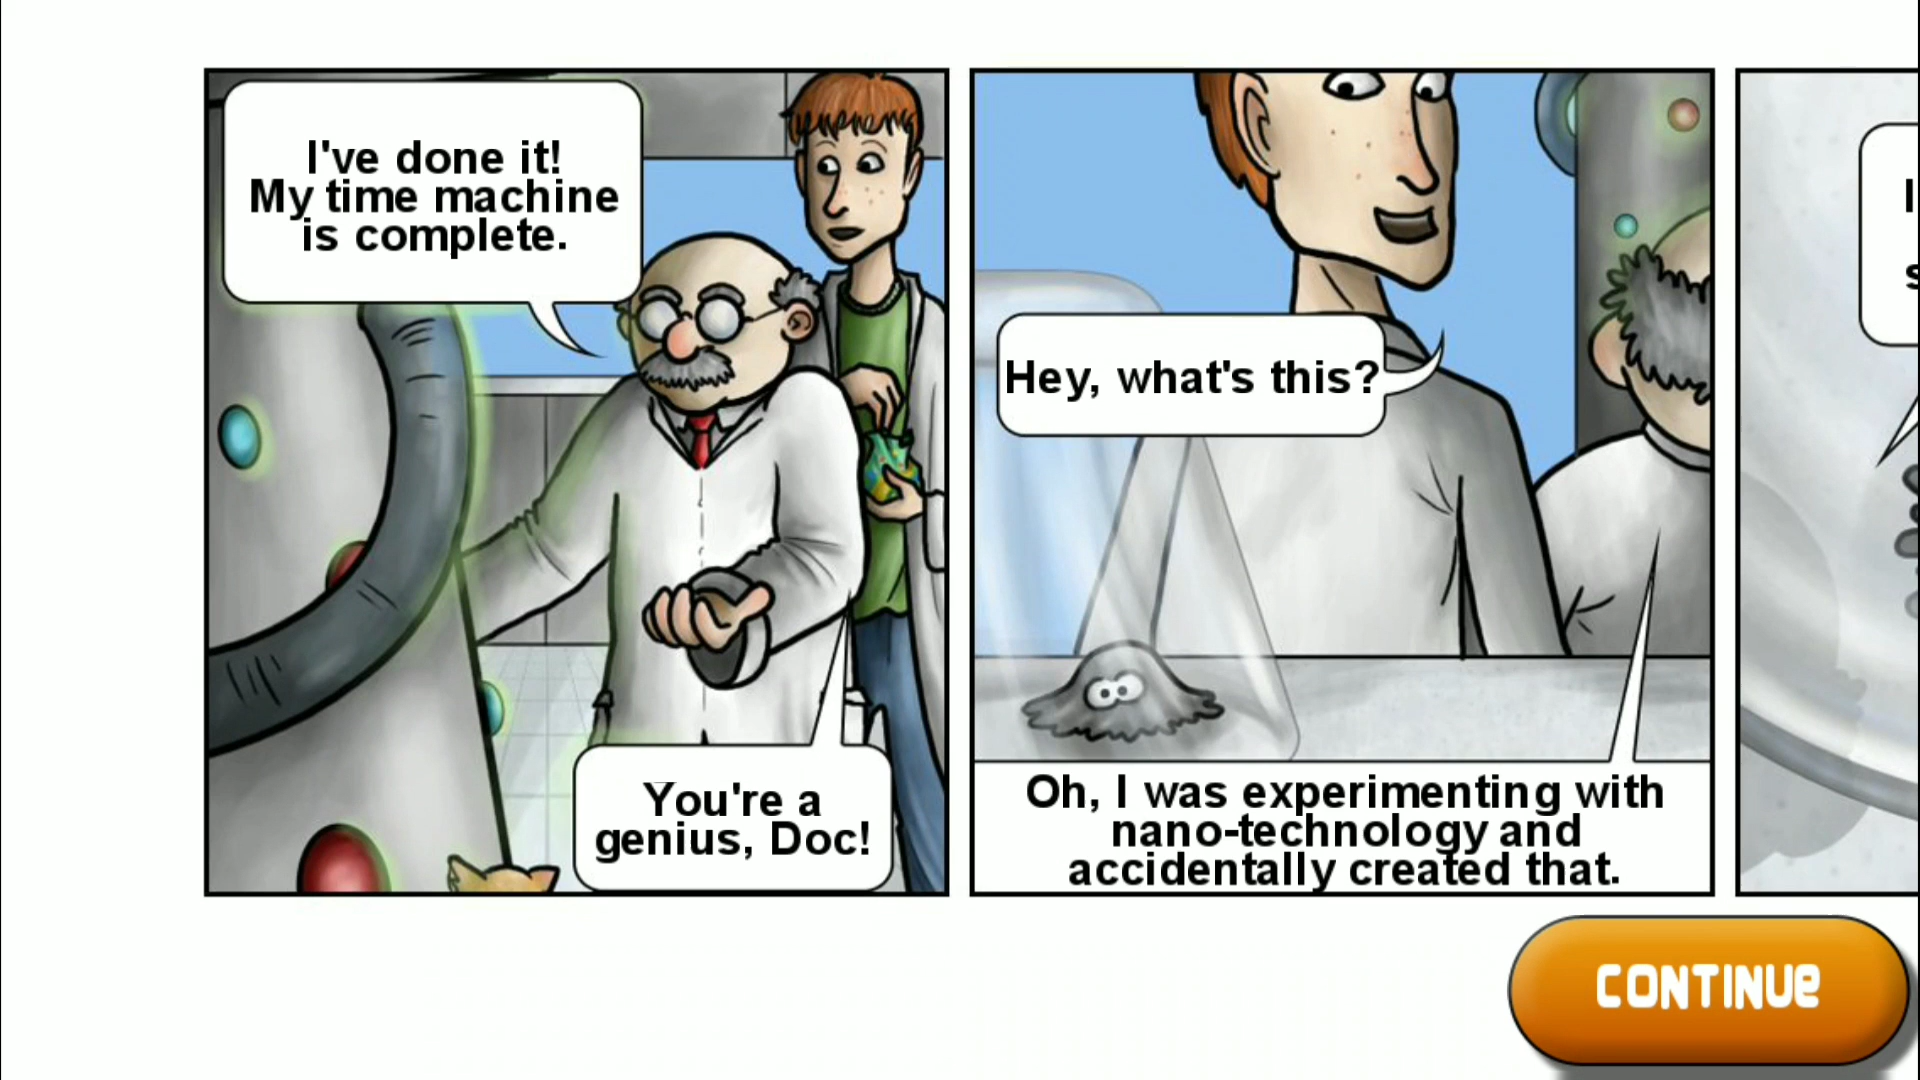 I've done it!
My time machine
is complete.
You're a
genius, Doc!
Hey, what's this?
Oh, I was experimenting with
nano-technology and
accidentally created that.
CONTINUE